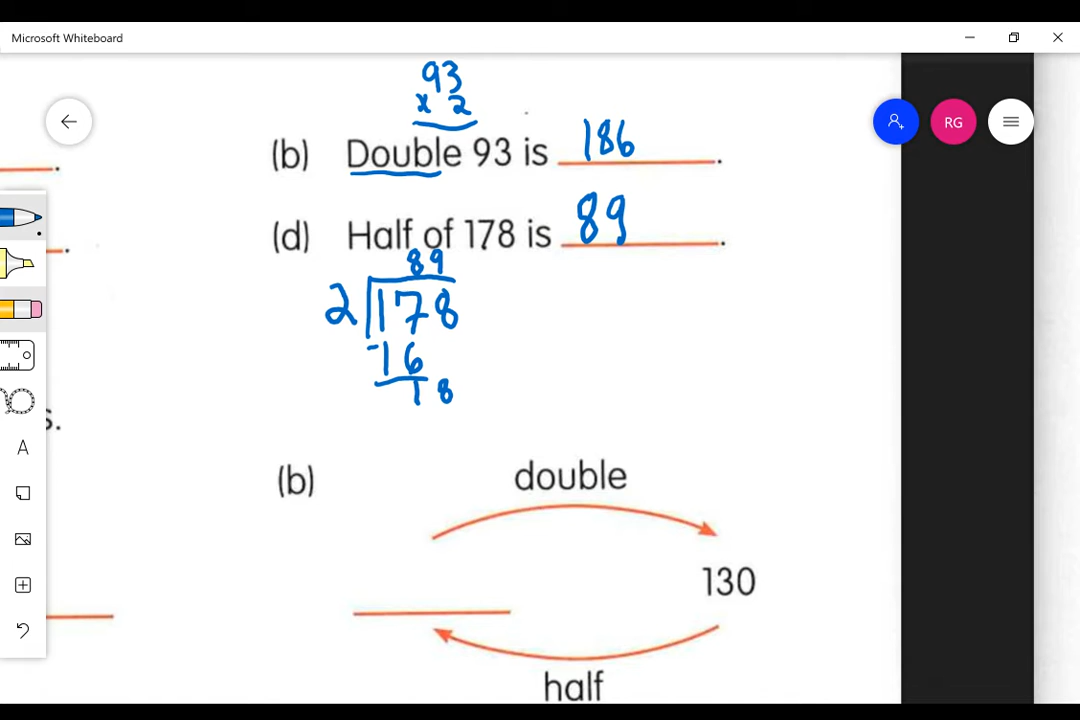 Microsoft Whiteboard
93
x 2
RG
(b) Double 93 is 186.
.
(d) Half of 178 is 89.
.
89
2 178
-16
18
A
s.
(b) double
130
half